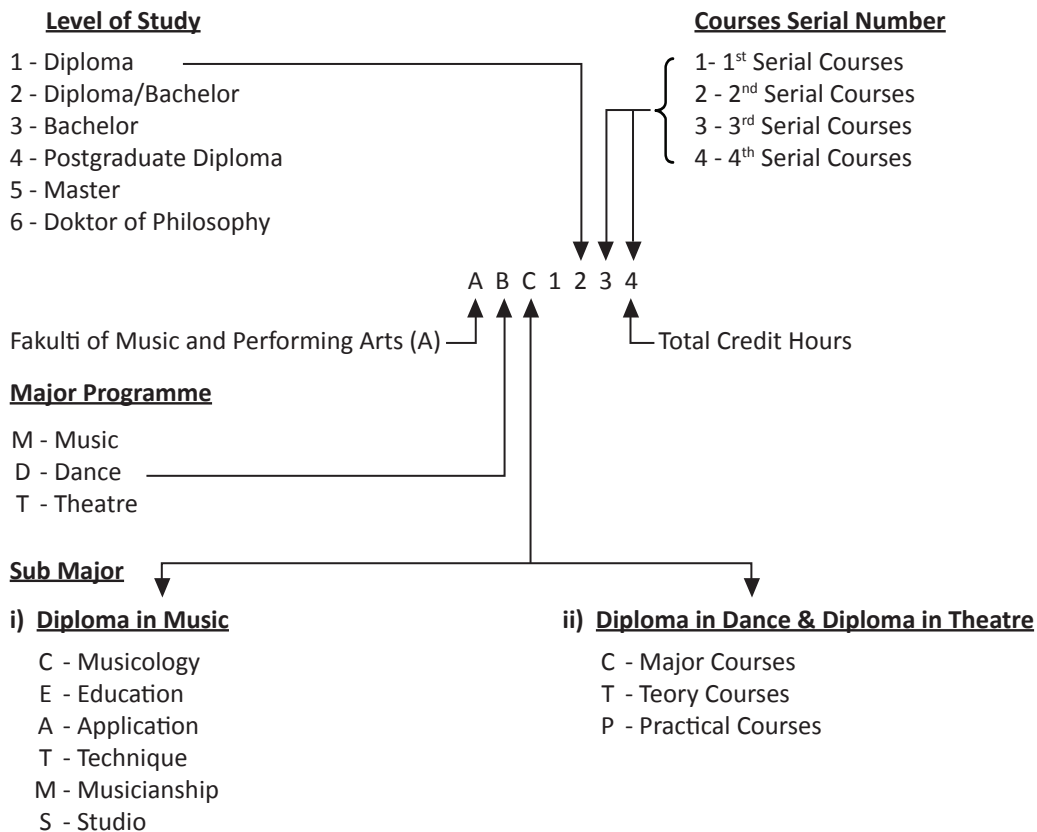 Level of Study
1 - Diploma
2 - Diploma/Bachelor
3 - Bachelor
4 - Postgraduate Diploma
5 - Master
6 - Doktor of Philosophy
Courses Serial Number
1- 1st Serial Courses
2 - 2nd Serial Courses
3 - 3rd Serial Courses
4 - 4th Serial Courses
A B C 1 2 3 4
Fakulti of Music and Performing Arts (A)
Total Credit Hours
Major Programme
M - Music
D - Dance
T - Theatre
Sub Major
i) Diploma in Music
C - Musicology
E - Education
A - Application
T - Technique
M - Musicianship
S - Studio
ii) Diploma in Dance & Diploma in Theatre
C - Major Courses
T - Teory Courses
P - Practical Courses